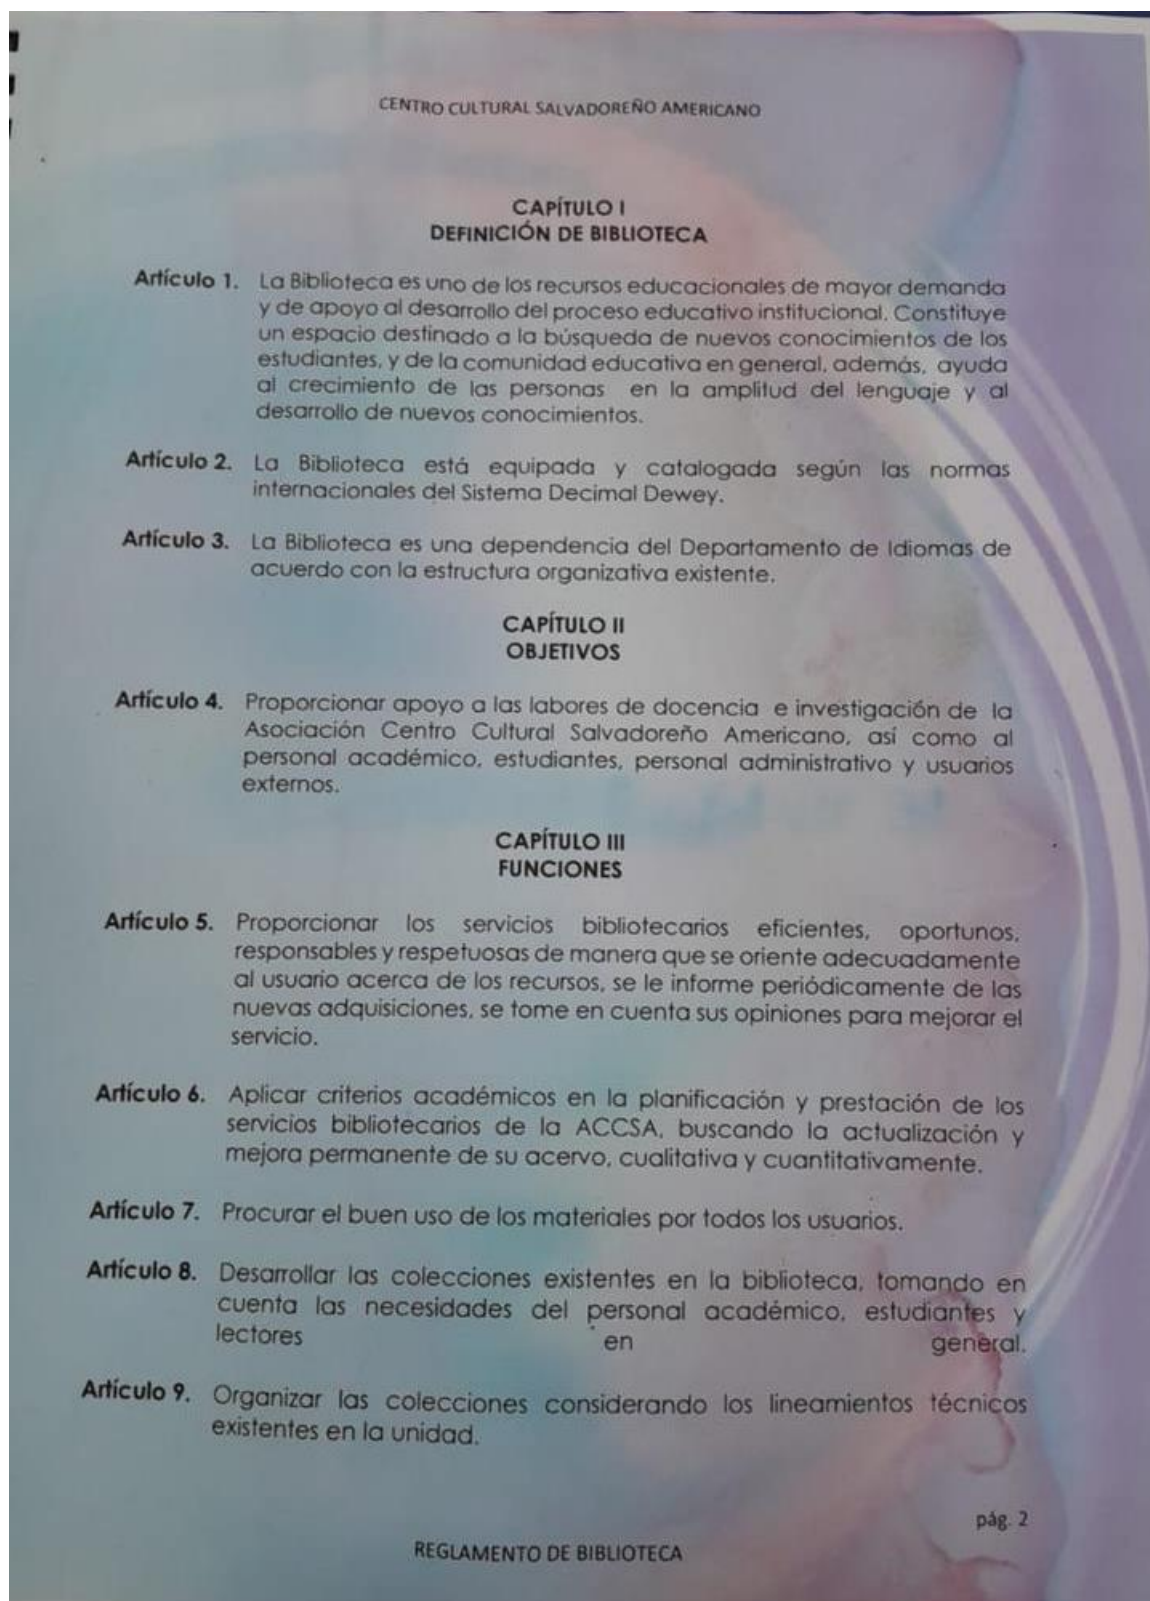 CENTRO CULTURAL SALVADOREÑO AMERICANO
CAPÍTULO I
DEFINICIÓN DE BIBLIOTECA
Artículo 1. La Biblioteca es uno de los recursos educacionales de mayor demanda
y de apoyo al desarrollo del proceso educativo institucional. Constituye
un espacio destinado a la búsqueda de nuevos conocimientos de los
estudiantes, y de la comunidad educativa en general, además, ayuda
al crecimiento de las personas en la amplitud del lenguaje y al
desarrollo de nuevos conocimientos.
Artículo 2. La Biblioteca está equipada y catalogada según las normas
internacionales del Sistema Decimal Dewey.
Artículo 3. La Biblioteca es una dependencia del Departamento de Idiomas de
acuerdo con la estructura organizativa existente.
CAPÍTULO II
OBJETIVOS
Artículo 4. Proporcionar apoyo a las labores de docencia e investigación de la
Asociación Centro Cultural Salvadoreño Americano, así como al
personal académico, estudiantes, personal administrativo y usuarios
externos.
CAPÍTULO III
FUNCIONES
Artículo 5. Proporcionar los servicios bibliotecarios eficientes, oportunos,
responsables y respetuosas de manera que se oriente adecuadamente
al usuario acerca de los recursos, se le informe periódicamente de las
nuevas adquisiciones, se tome en cuenta sus opiniones para mejorar el
servicio.
Artículo 6. Aplicar criterios académicos en la planificación y prestación de los
servicios bibliotecarios de la ACCSA, buscando la actualización y
mejora permanente de su acervo, cualitativa y cuantitativamente.
Artículo 7. Procurar el buen uso de los materiales por todos los usuarios.
Artículo 8. Desarrollar las colecciones existentes en la biblioteca, tomando en
cuenta las necesidades del personal académico, estudiantes y
lectores en general.
Artículo 9. Organizar las colecciones considerando los lineamientos técnicos
existentes en la unidad.
pág. 2
REGLAMENTO DE BIBLIOTECA